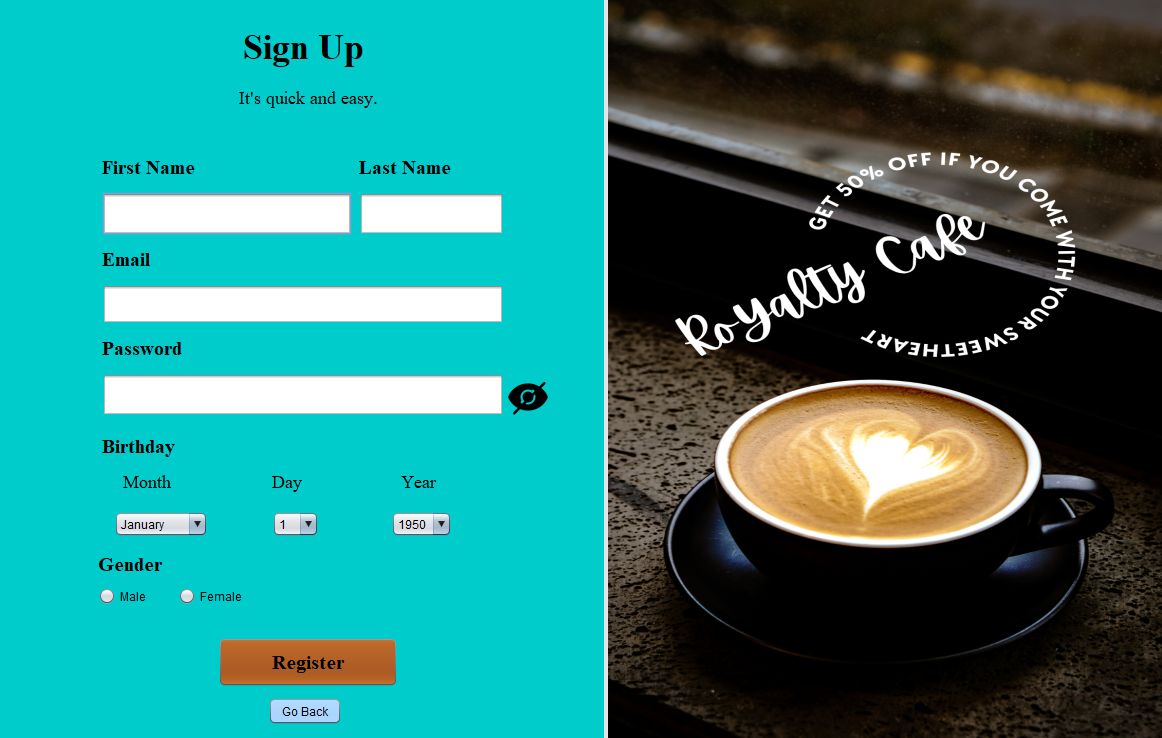 Sign Up
It's quick and easy.
First Name Last Name
Email
Password
Birthday
Month Day Year
January 1 1950
Gender
Male Female
Register
Go Back
GET 50% OFF IF YOU COME WITH YOUR SWEETHEART
Royalty Cafe